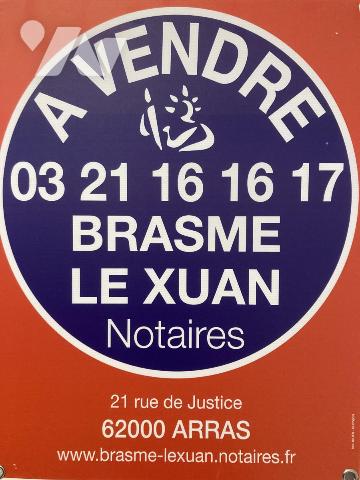 A VENDRE
03 21 16 16 17
BRASME
LE XUAN
Notaires
21 rue de Justice
62000 ARRAS
www.brasme-lexuan.notaires.fr